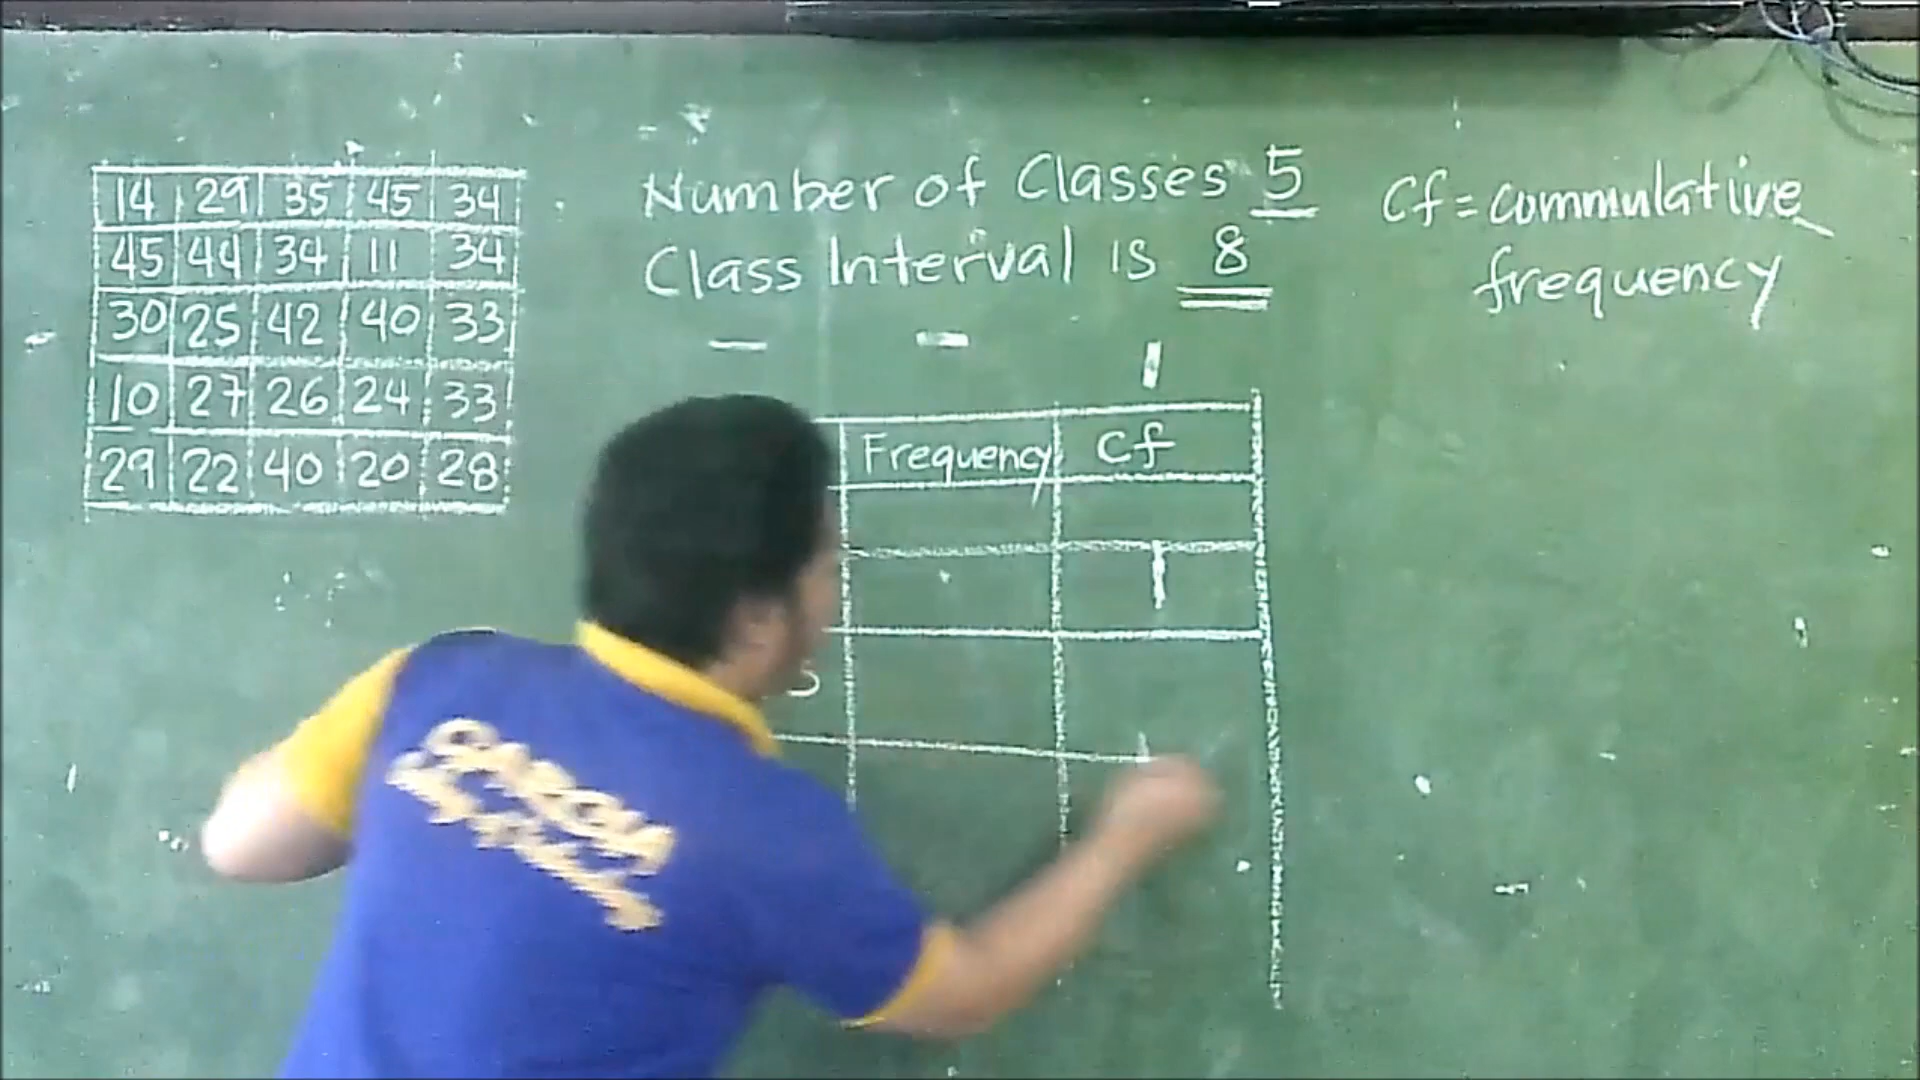 14 29 35 45 34
45 44 34 11 34
30 25 42 40 33
10 27 26 24 33
29 22 40 20 28
Number of Classes 5
Class Interval is 8
Cf = commulative
frequency
Frequency Cf